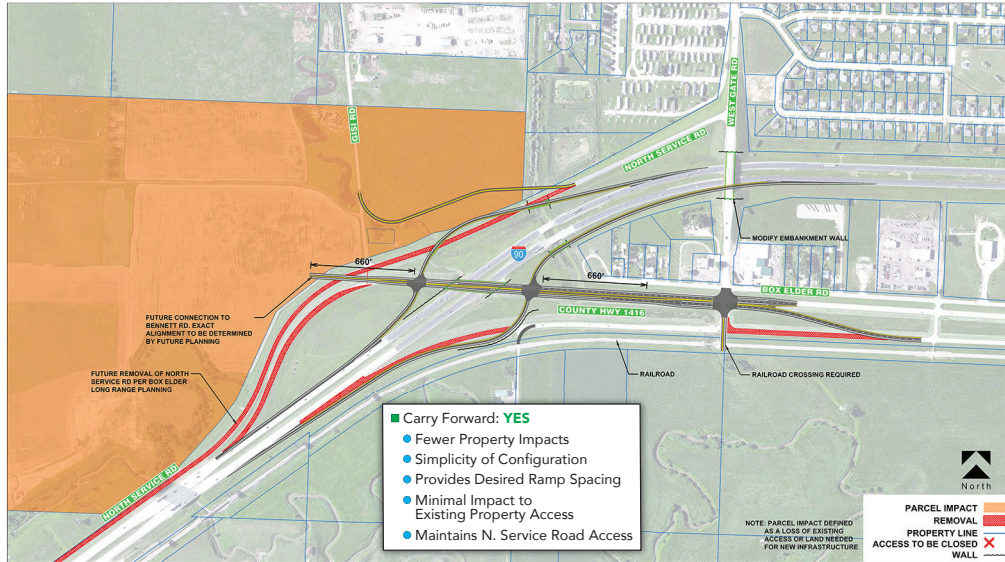 GISI RD
WEST GATE RD
NORTH SERVICE RD
MODIFY EMBANKMENT WALL
90
660'
660'
BOX ELDER RD
COUNTY HWY 1416
FUTURE CONNECTION TO
BENNETT RD. EXACT
ALIGNMENT TO BE DETERMINED
BY FUTURE PLANNING
FUTURE REMOVAL OF NORTH
SERVICE RD PER BOX ELDER
LONG RANGE PLANNING
RAILROAD
RAILROAD CROSSING REQUIRED
NORTH SERVICE RD
Carry Forward: YES
Fewer Property Impacts
Simplicity of Configuration
Provides Desired Ramp Spacing
Minimal Impact to
Existing Property Access
Maintains N. Service Road Access
North
NOTE: PARCEL IMPACT DEFINED
AS A LOSS OF EXISTING
ACCESS OR LAND NEEDED
FOR NEW INFRASTRUCTURE
PARCEL IMPACT
REMOVAL
PROPERTY LINE
ACCESS TO BE CLOSED
WALL